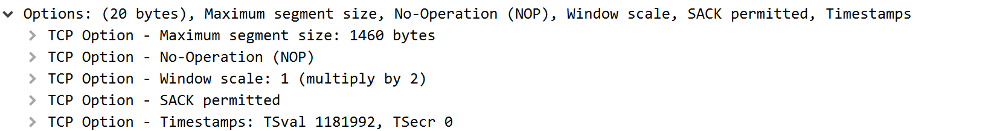 Options: (20 bytes), Maximum segment size, No-Operation (NOP), Window scale, SACK permitted, Timestamps
TCP Option - Maximum segment size: 1460 bytes
TCP Option - No-Operation (NOP)
TCP Option - Window scale: 1 (multiply by 2)
TCP Option - SACK permitted
TCP Option - Timestamps: TSval 1181992, TSecr 0